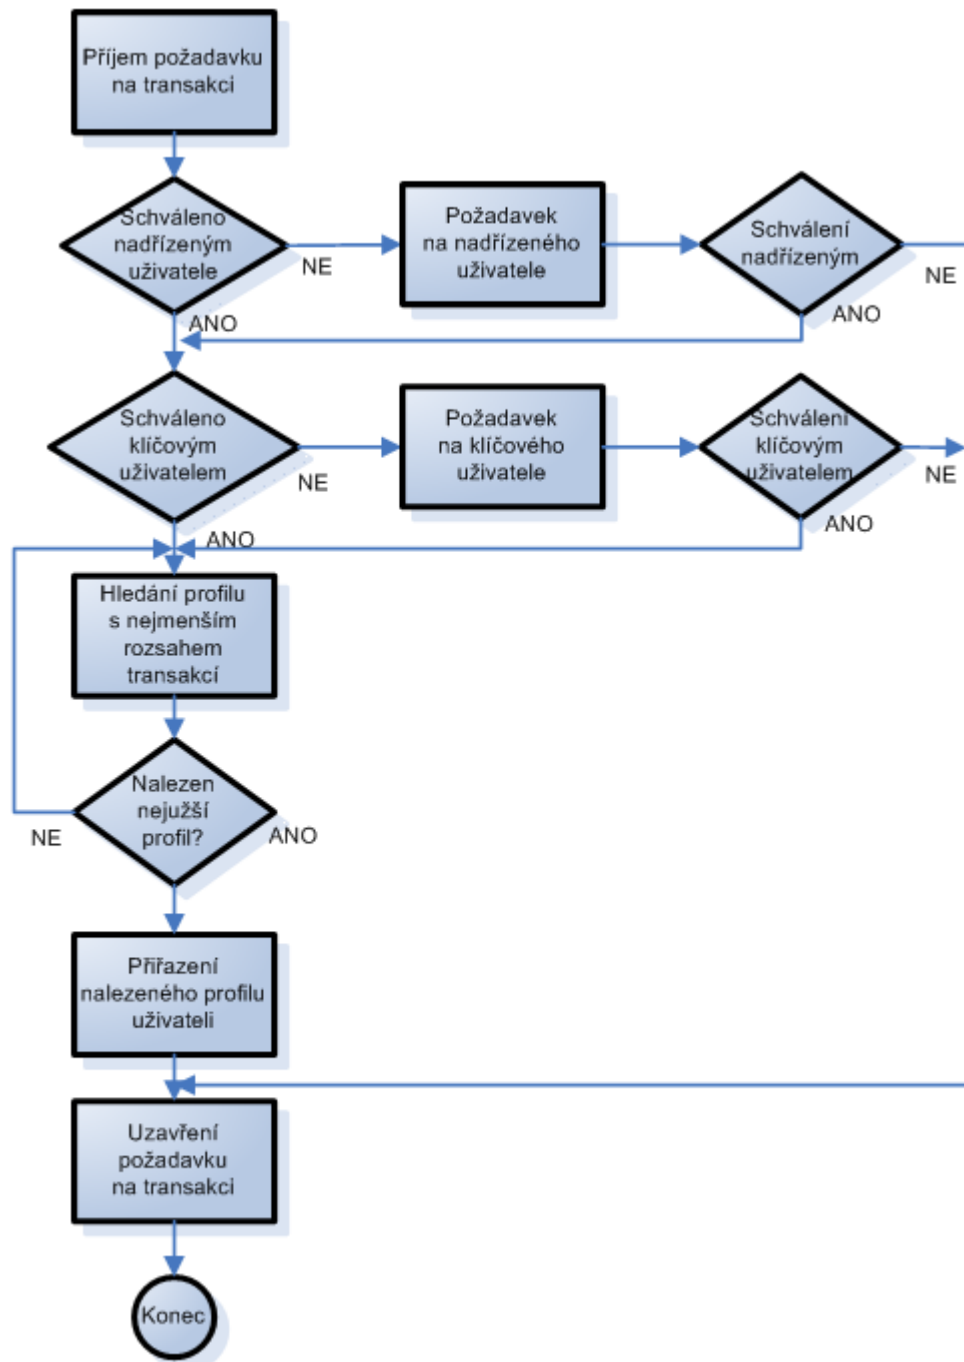 Příjem požadavku
na transakci
Schváleno
nadřízeným
uživatele
NE
ANO
Požadavek
na nadřízeného
uživatele
Schválení
nadřízeným
NE
ANO
Schváleno
klíčovým
uživatelem
NE
ANO
Požadavek
na klíčového
uživatele
Schválení
klíčovým
uživatelem
NE
ANO
Hledání profilu
s nejmenším
rozsahem
transakcí
Nalezen
nejužší
profil?
NE
ANO
Přiřazení
nalezeného profilu
uživateli
Uzavření
požadavku
na transakci
Konec